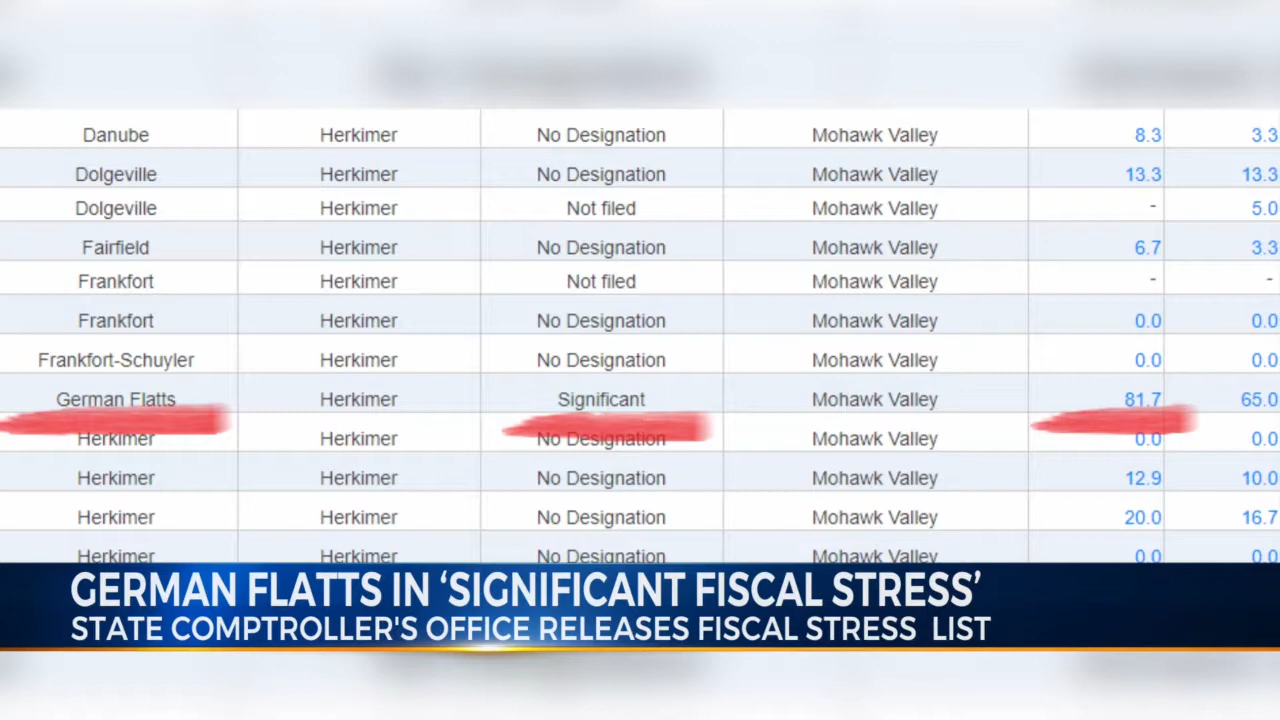 Danube Herkimer No Designation Mohawk Valley 8.3 3.3
Dolgeville Herkimer No Designation Mohawk Valley 13.3 13.3
Dolgeville Herkimer Not filed Mohawk Valley - 5.0
Fairfield Herkimer No Designation Mohawk Valley 6.7 3.3
Frankfort Herkimer Not filed Mohawk Valley - -
Frankfort Herkimer No Designation Mohawk Valley 0.0 0.0
Frankfort-Schuyler Herkimer No Designation Mohawk Valley 0.0 0.0
German Flatts Herkimer Significant Mohawk Valley 81.7 65.0
Herkimer Herkimer No Designation Mohawk Valley 0.0 0.0
Herkimer Herkimer No Designation Mohawk Valley 12.9 10.0
Herkimer Herkimer No Designation Mohawk Valley 20.0 16.7
Herkimer Herkimer No Designation Mohawk Valley 0.0 0.0
GERMAN FLATTS IN ‘SIGNIFICANT FISCAL STRESS’
STATE COMPTROLLER'S OFFICE RELEASES FISCAL STRESS LIST